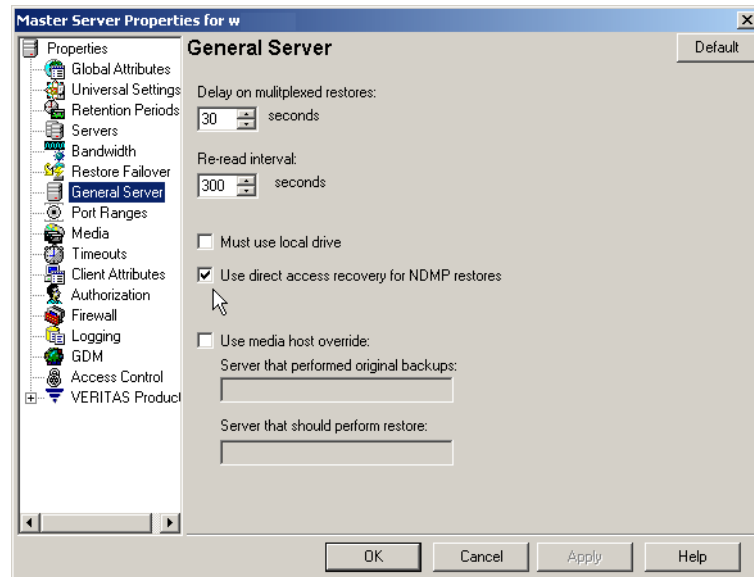 Master Server Properties for w
Properties
Global Attributes
Universal Settings
Retention Periods
Servers
Bandwidth
Restore Failover
General Server
Port Ranges
Media
Timeouts
Client Attributes
Authorization
Firewall
Logging
GDM
Access Control
VERITAS Product
General Server
Default
Delay on mulitplexed restores:
30 seconds
Re-read interval:
300 seconds
Must use local drive
Use direct access recovery for NDMP restores
Use media host override:
Server that performed original backups:
Server that should perform restore:
OK Cancel Apply Help